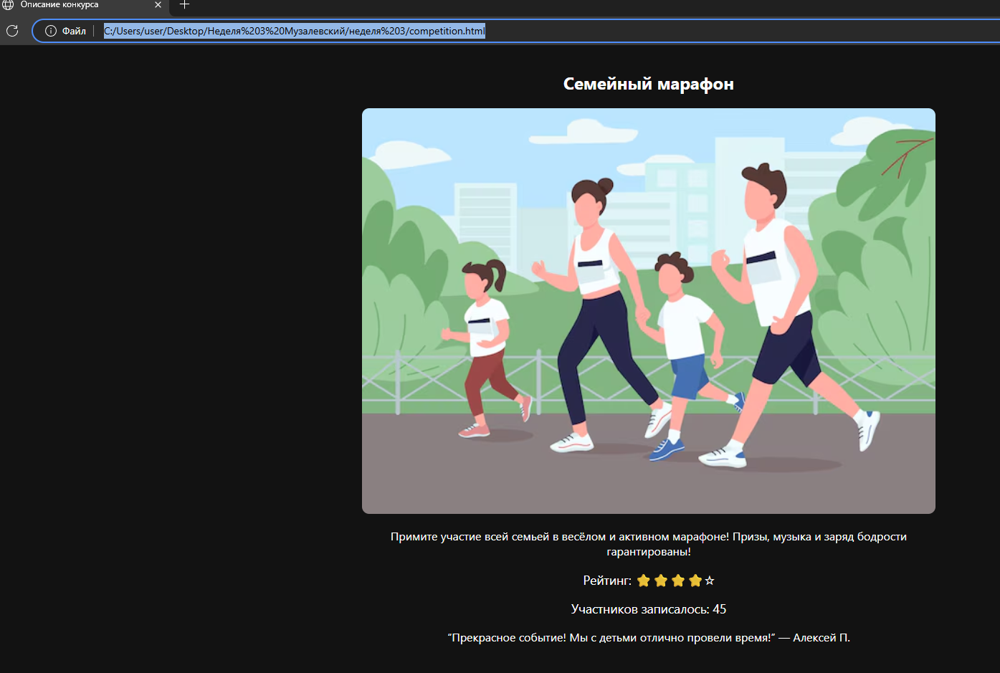 Описание конкурса
Файл
C:/Users/user/Desktop/Неделя%203%20Музалевский/неделя%203/competition.html
Семейный марафон
Примите участие всей семьей в весёлом и активном марафоне! Призы, музыка и заряд бодрости
гарантированы!
Рейтинг: ⭐⭐⭐⭐☆
Участников записалось: 45
“Прекрасное событие! Мы с детьми отлично провели время!” — Алексей П.